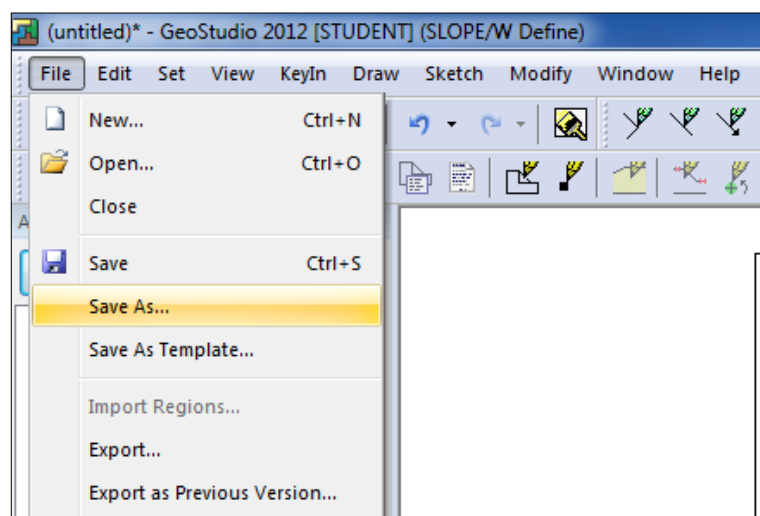 (untitled)* - GeoStudio 2012 [STUDENT] (SLOPE/W Define)
File Edit Set View KeyIn Draw Sketch Modify Window Help
New... Ctrl+N
Open... Ctrl+O
Close
Save Ctrl+S
Save As...
Save As Template...
Import Regions...
Export...
Export as Previous Version...